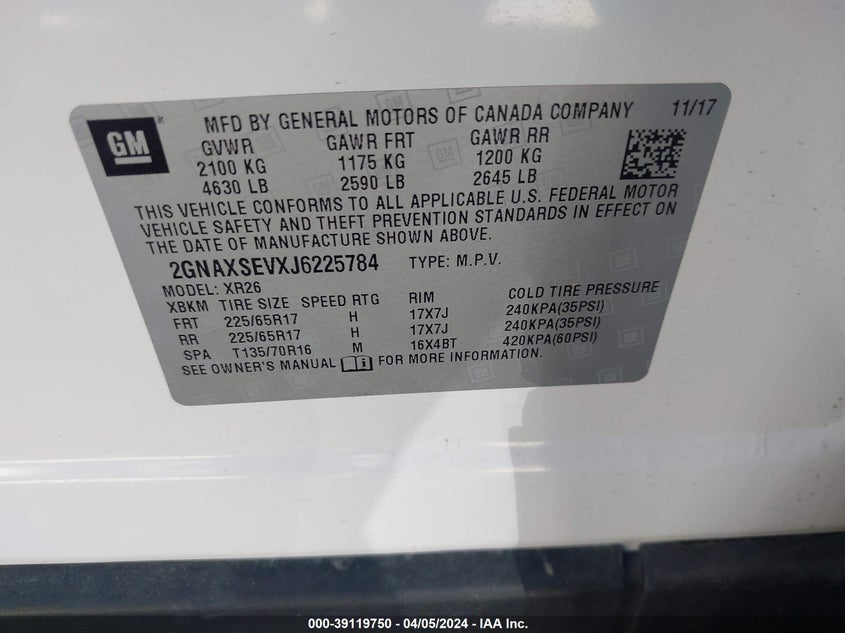 GM
MFD BY GENERAL MOTORS OF CANADA COMPANY 11/17
GVWR GAWR FRT GAWR RR
2100 KG 1175 KG 1200 KG
4630 LB 2590 LB 2645 LB
THIS VEHICLE CONFORMS TO ALL APPLICABLE U.S. FEDERAL MOTOR
VEHICLE SAFETY AND THEFT PREVENTION STANDARDS IN EFFECT ON
THE DATE OF MANUFACTURE SHOWN ABOVE.
2GNAXSEVXJ6225784 TYPE: M.P.V.
MODEL: XR26
XBKM TIRE SIZE SPEED RTG RIM COLD TIRE PRESSURE
FRT 225/65R17 H 17X7J 240KPA(35PSI)
RR 225/65R17 H 17X7J 240KPA(35PSI)
SPA T135/70R16 M 16X4BT 420KPA(60PSI)
SEE OWNER'S MANUAL FOR MORE INFORMATION.
000-39119750 - 04/05/2024 - IAA Inc.